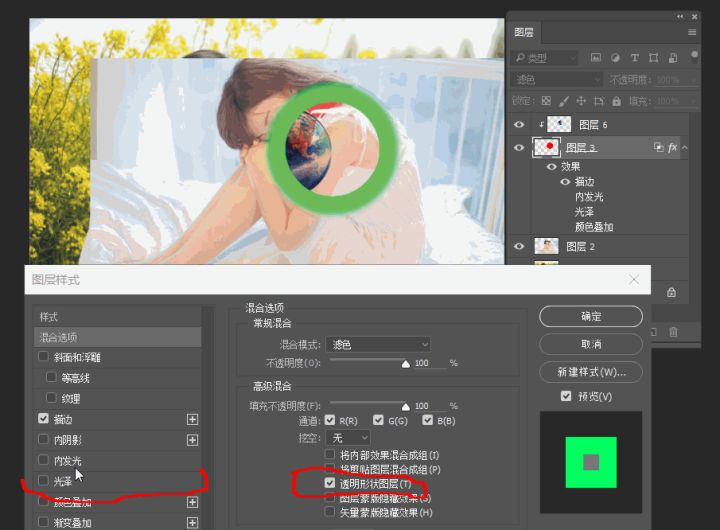 图层
类型
滤色 不透明度: 100%
锁定: 填充: 100%
图层 6
图层 3 fx
效果
描边
内发光
光泽
颜色叠加
图层 2
图层样式
样式
混合选项
斜面和浮雕
等高线
纹理
描边
内阴影
内发光
光泽
颜色叠加
渐变叠加
混合选项
常规混合
混合模式: 滤色
不透明度(O): 100 %
高级混合
填充不透明度(F): 100 %
通道: R(R) G(G) B(B)
挖空: 无
将内部效果混合成组(I)
将剪贴图层混合成组(P)
透明形状图层(T)
图层蒙版隐藏效果(S)
矢量蒙版隐藏效果(H)
确定
取消
新建样式(W)...
预览(V)